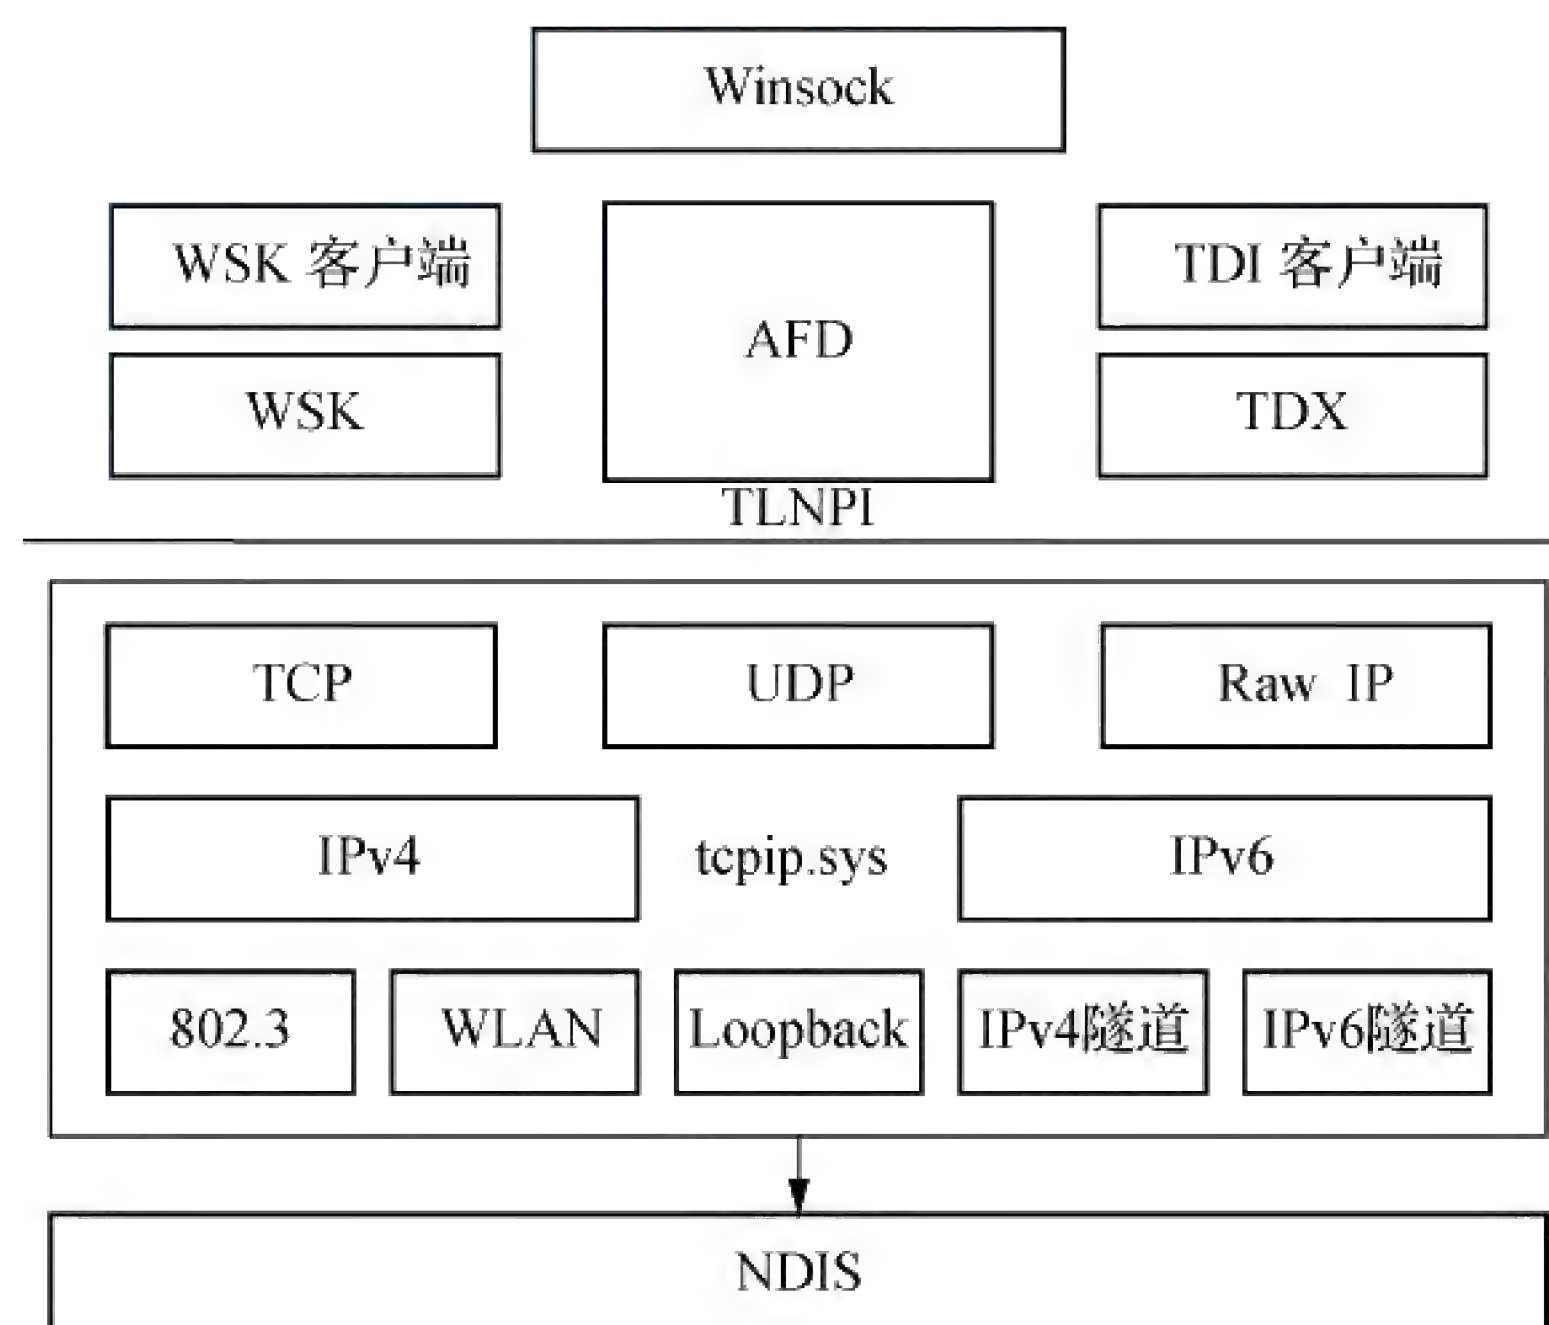 Winsock
WSK 客户端
AFD
TDI 客户端
WSK
TDX
TLNPI
TCP
UDP
Raw IP
IPv4
tcpip.sys
IPv6
802.3
WLAN
Loopback
IPv4隧道
IPv6隧道
NDIS